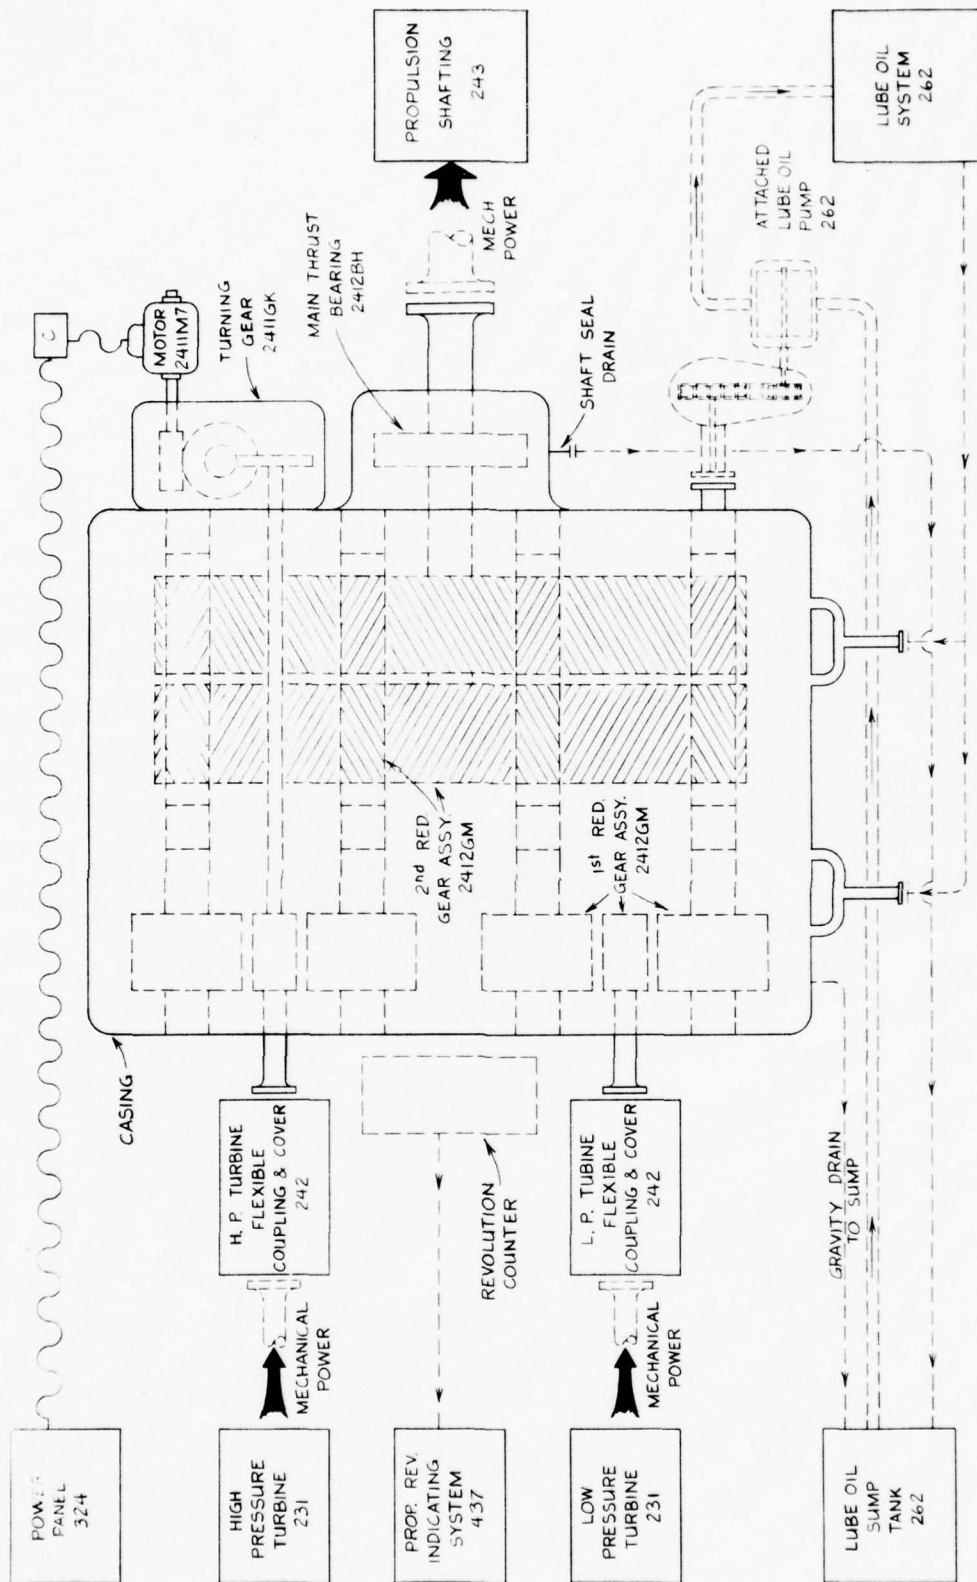 POWER
PANEL
324
HIGH
PRESSURE
TURBINE
231
PROP. REV.
INDICATING
SYSTEM
437
LOW
PRESSURE
TURBINE
231
LUBE OIL
SUMP
TANK
262
MECHANICAL
POWER
MECHANICAL
POWER
H. P. TURBINE
FLEXIBLE
COUPLING & COVER
242
REVOLUTION
COUNTER
L. P. TUBINE
FLEXIBLE
COUPLING & COVER
242
GRAVITY DRAIN
TO SUMP
CASING
2nd RED.
GEAR ASSY.
2412GM
1st RED.
GEAR ASSY.
2412GM
C
MOTOR
2411M7
TURNING
GEAR
2411GK
MAIN THRUST
BEARING
2412BH
SHAFT SEAL
DRAIN
MECH
POWER
PROPULSION
SHAFTING
243
ATTACHED
LUBE OIL
PUMP
262
LUBE OIL
SYSTEM
262